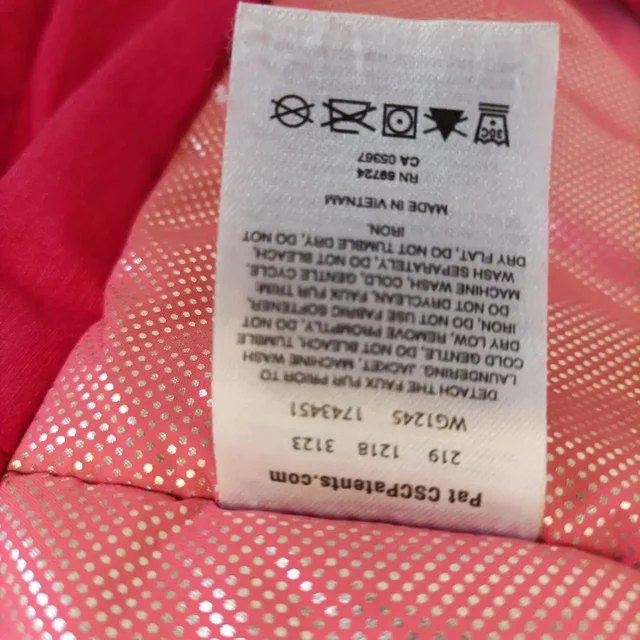 Pat CSCPatents.com
219 1218 3123
WG1245 1743451
DETACH THE FAUX FUR PRIOR TO
LAUNDERING. JACKET, MACHINE WASH
COLD GENTLE, DO NOT BLEACH, TUMBLE
DRY LOW, REMOVE PROMPTLY, DO NOT
IRON, DO NOT USE FABRIC SOFTENER,
DO NOT DRYCLEAN, FAUX FUR TRIM:
MACHINE WASH, COLD, GENTLE CYCLE,
WASH SEPARATELY, DO NOT BLEACH,
DRY FLAT, DO NOT TUMBLE DRY, DO NOT
IRON.
MADE IN VIETNAM
RN 69724
CA 05367
30C